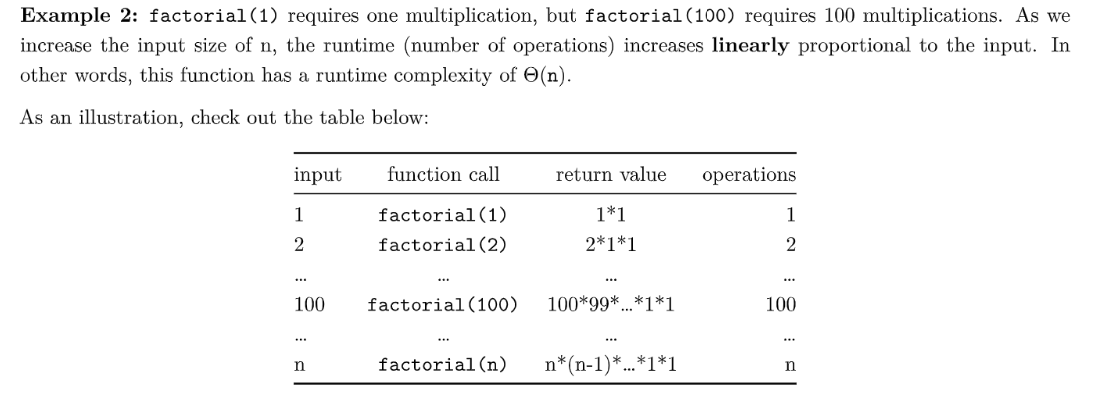 Example 2: factorial(1) requires one multiplication, but factorial(100) requires 100 multiplications. As we
increase the input size of n, the runtime (number of operations) increases linearly proportional to the input. In
other words, this function has a runtime complexity of Θ(n).
As an illustration, check out the table below:
input function call return value operations
1 factorial(1) 1*1 1
2 factorial(2) 2*1*1 2
... ... ... ...
100 factorial(100) 100*99*...*1*1 100
... ... ... ...
n factorial(n) n*(n-1)*...*1*1 n